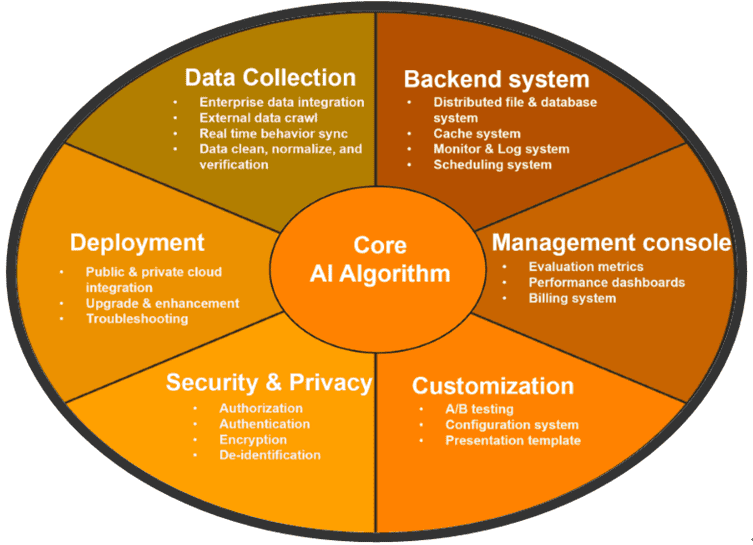 Data Collection
• Enterprise data integration
• External data crawl
• Real time behavior sync
• Data clean, normalize, and
verification
Backend system
• Distributed file & database
system
• Cache system
• Monitor & Log system
• Scheduling system
Deployment
• Public & private cloud
integration
• Upgrade & enhancement
• Troubleshooting
Core
AI Algorithm
Management console
• Evaluation metrics
• Performance dashboards
• Billing system
Security & Privacy
• Authorization
• Authentication
• Encryption
• De-identification
Customization
• A/B testing
• Configuration system
• Presentation template